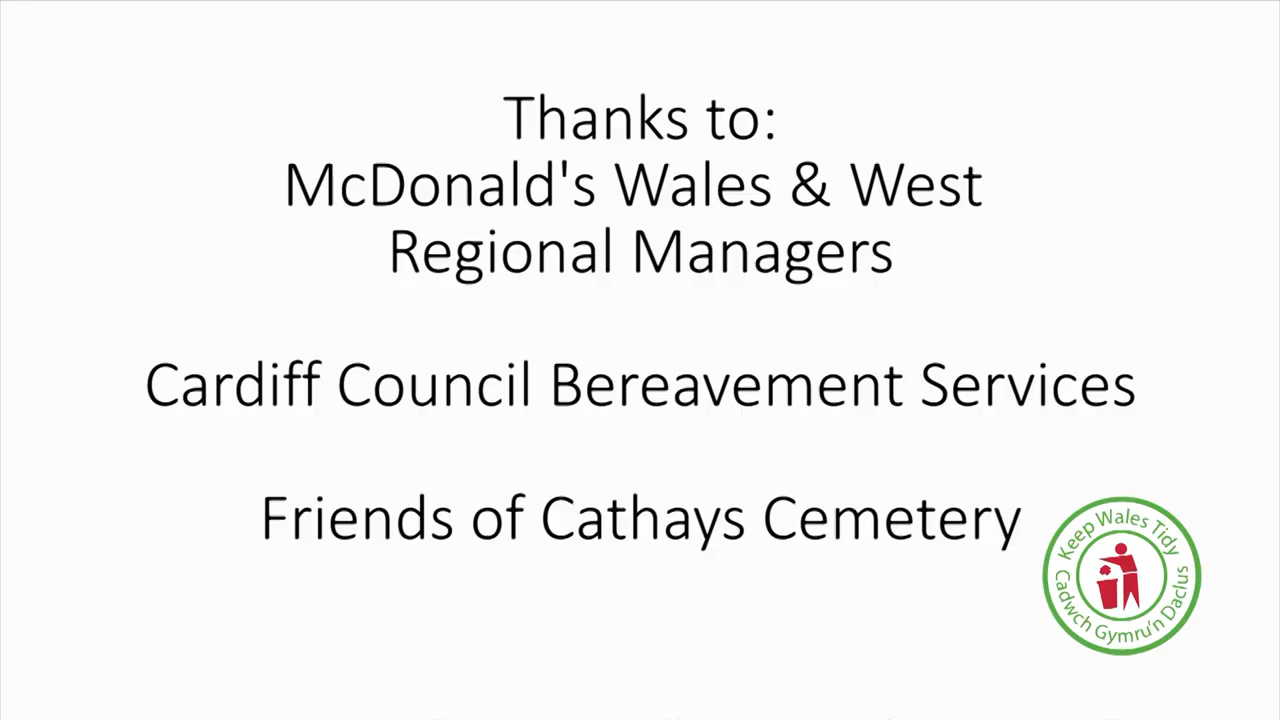 Thanks to:
McDonald's Wales & West
Regional Managers
Cardiff Council Bereavement Services
Friends of Cathays Cemetery
Keep Wales Tidy
Cadwch Gymru'n Daclus